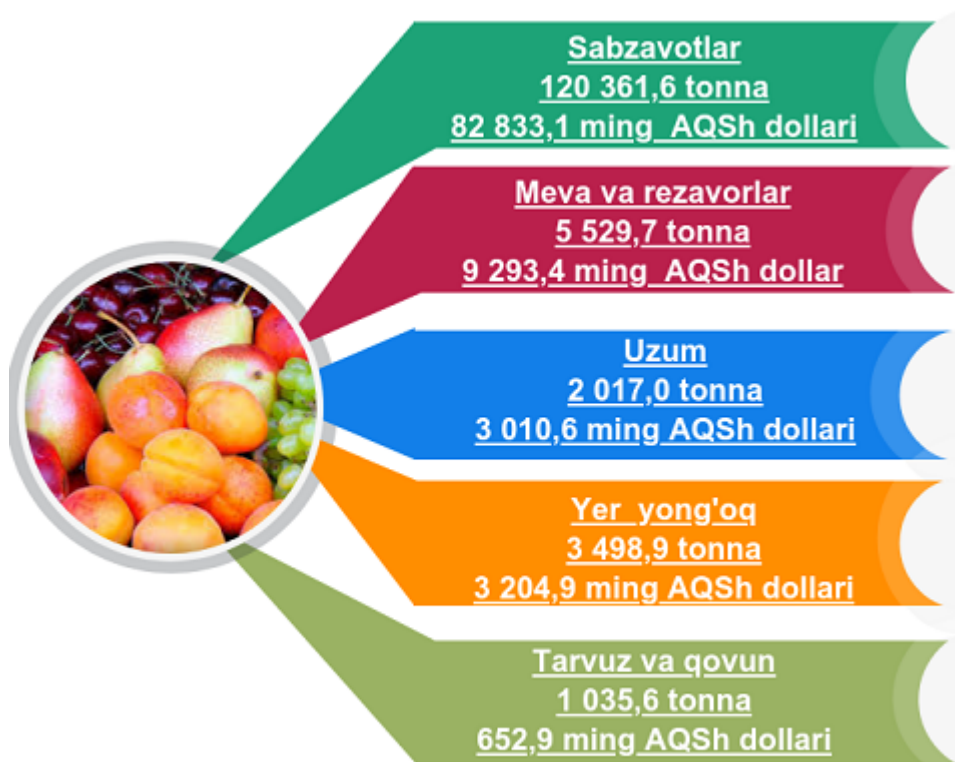 Sabzavotlar
120 361,6 tonna
82 833,1 ming AQSh dollari
Meva va rezavorlar
5 529,7 tonna
9 293,4 ming AQSh dollar
Uzum
2 017,0 tonna
3 010,6 ming AQSh dollari
Yer yong'oq
3 498,9 tonna
3 204,9 ming AQSh dollari
Tarvuz va qovun
1 035,6 tonna
652,9 ming AQSh dollari